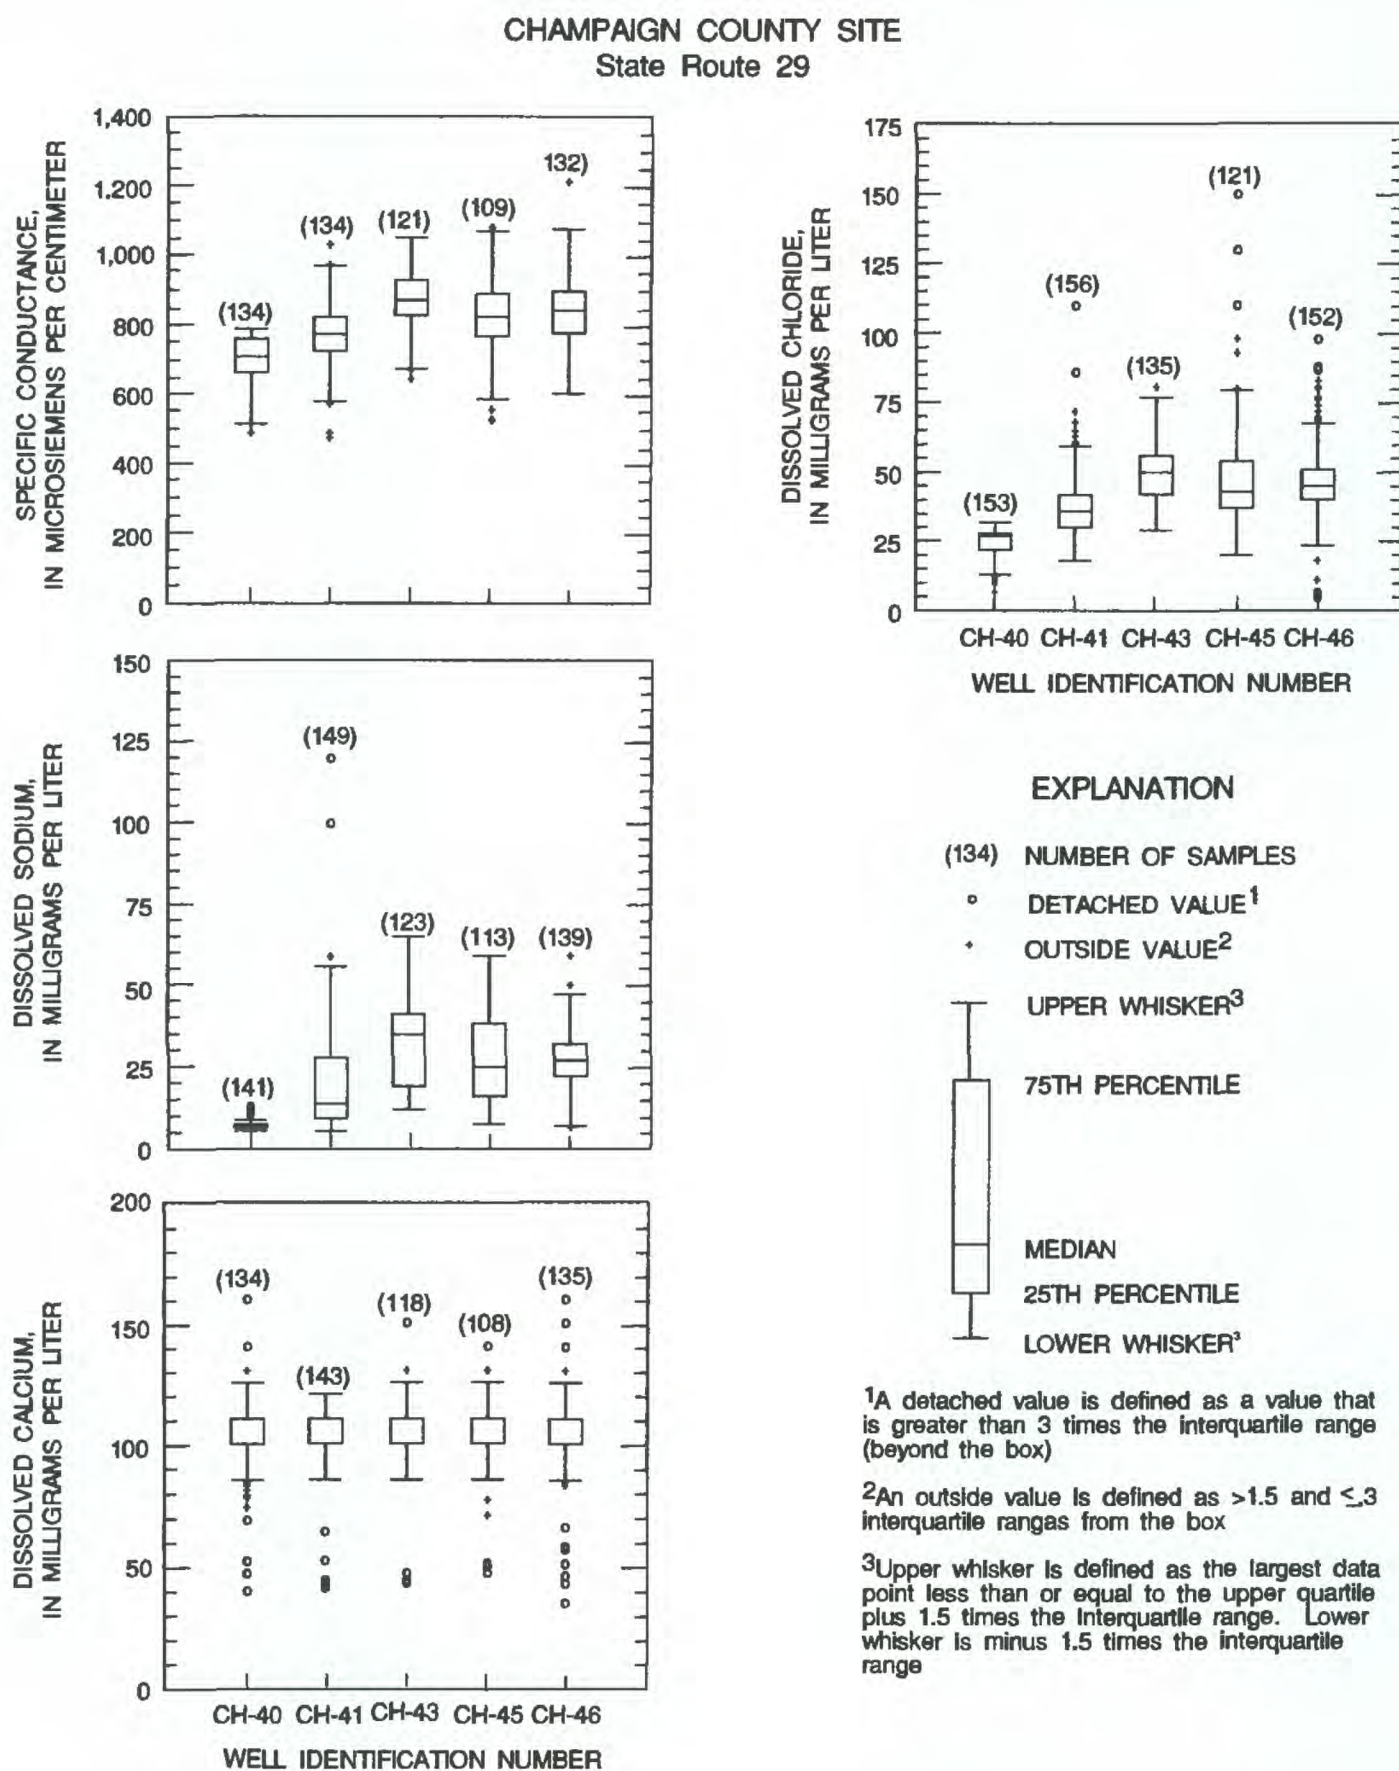 CHAMPAIGN COUNTY SITE
State Route 29
SPECIFIC CONDUCTANCE,
IN MICROSIEMENS PER CENTIMETER
1,400
1,200
1,000
800
600
400
200
0
(134)
(134)
(121)
(109)
132)
DISSOLVED CHLORIDE,
IN MILLIGRAMS PER LITER
175
150
125
100
75
50
25
0
(153)
(156)
(135)
(121)
(152)
CH-40 CH-41 CH-43 CH-45 CH-46
WELL IDENTIFICATION NUMBER
DISSOLVED SODIUM,
IN MILLIGRAMS PER LITER
150
125
100
75
50
25
0
(141)
(149)
(123)
(113)
(139)
DISSOLVED CALCIUM,
IN MILLIGRAMS PER LITER
200
150
100
50
0
(134)
(143)
(118)
(108)
(135)
CH-40 CH-41 CH-43 CH-45 CH-46
WELL IDENTIFICATION NUMBER
EXPLANATION
(134) NUMBER OF SAMPLES
DETACHED VALUE¹
OUTSIDE VALUE²
UPPER WHISKER³
75TH PERCENTILE
MEDIAN
25TH PERCENTILE
LOWER WHISKER³
¹A detached value is defined as a value that
is greater than 3 times the interquartile range
(beyond the box)
²An outside value is defined as >1.5 and ≤3
interquartile rangas from the box
³Upper whisker is defined as the largest data
point less than or equal to the upper quartile
plus 1.5 times the interquartile range. Lower
whisker is minus 1.5 times the interquartile
range